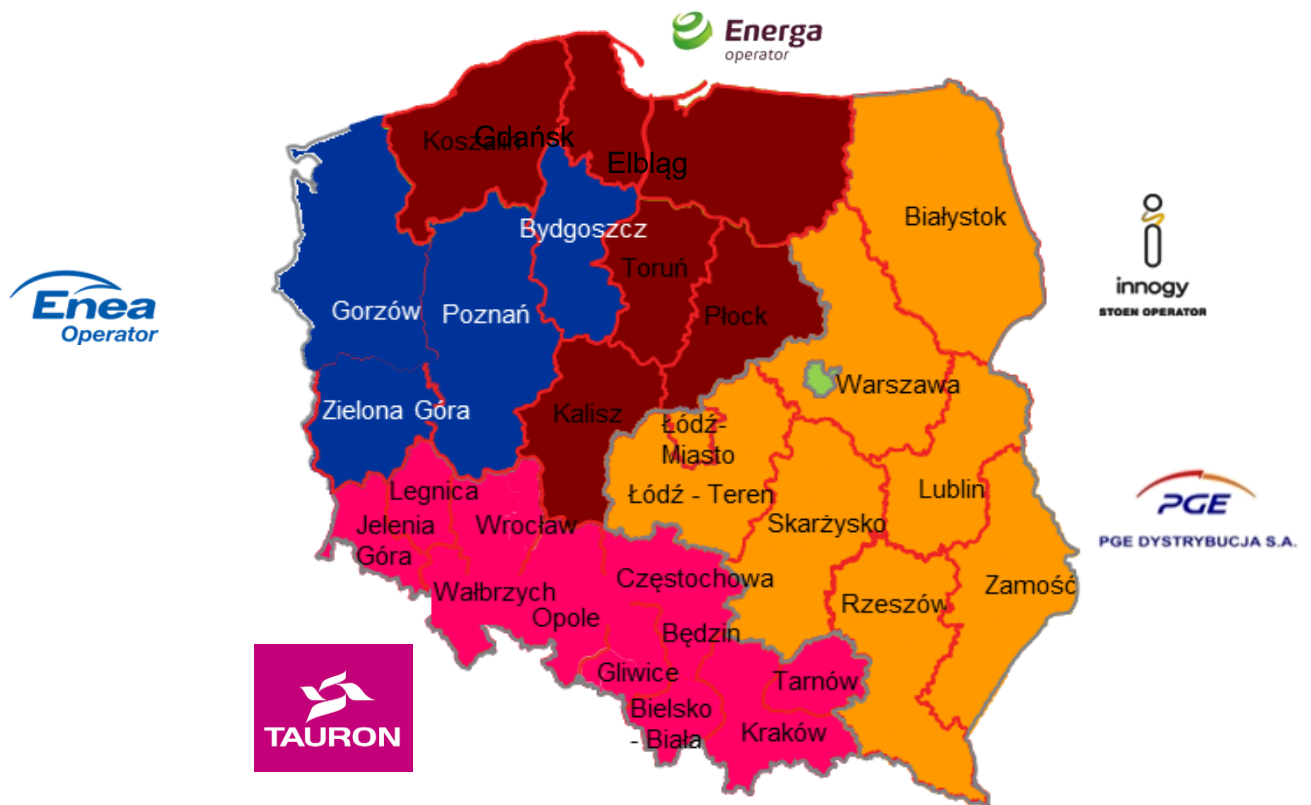 Energa
operator
Koszalin
Gdańsk
Elbląg
Białystok
Bydgoszcz
Toruń
innogy
STOEN OPERATOR
Enea
Operator
Gorzów
Poznań
Płock
Warszawa
Zielona Góra
Kalisz
Łódź-
Miasto
Łódź - Teren
Lublin
Legnica
Skarżysko
PGE
PGE DYSTRYBUCJA S.A.
Jelenia
Góra
Wrocław
Częstochowa
Zamość
Wałbrzych
Opole
Rzeszów
Będzin
Gliwice
Tarnów
Bielsko
- Biała
Kraków
TAURON